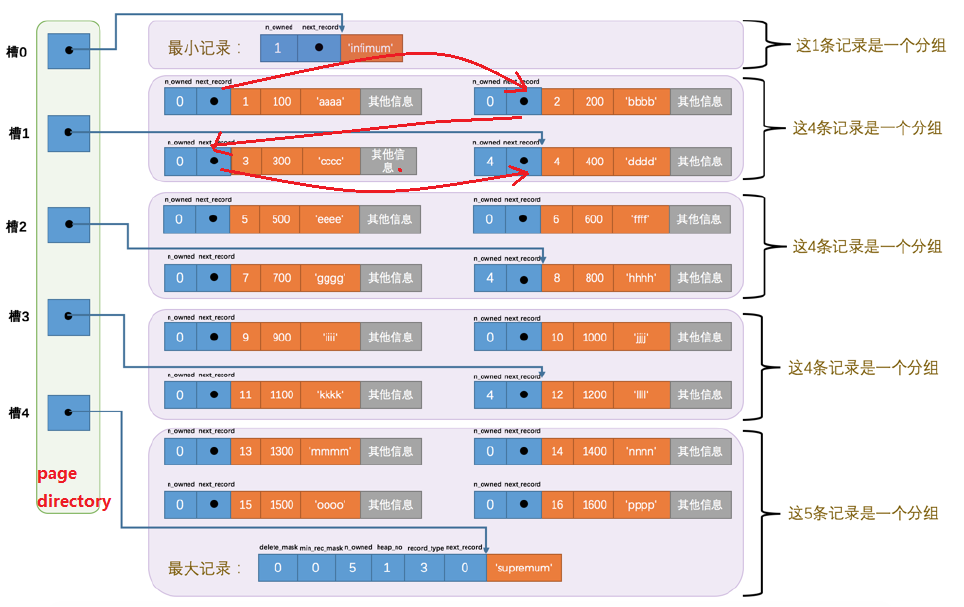 n_owned next_record
槽0
最小记录： 1 'infimum'
这1条记录是一个分组
n_owned next_record n_owned next_record
0 1 100 'aaaa' 其他信息 0 2 200 'bbbb' 其他信息
槽1
这4条记录是一个分组
n_owned next_record n_owned next_record
0 3 300 'cccc' 其他信息 4 4 400 'dddd' 其他信息
n_owned next_record n_owned next_record
0 5 500 'eeee' 其他信息 0 6 600 'ffff' 其他信息
槽2
这4条记录是一个分组
n_owned next_record n_owned next_record
0 7 700 'gggg' 其他信息 4 8 800 'hhhh' 其他信息
槽3
n_owned next_record n_owned next_record
0 9 900 'iiii' 其他信息 0 10 1000 'jjjj' 其他信息
这4条记录是一个分组
n_owned next_record n_owned next_record
0 11 1100 'kkkk' 其他信息 4 12 1200 'llll' 其他信息
槽4
n_owned next_record n_owned next_record
0 13 1300 'mmmm' 其他信息 0 14 1400 'nnnn' 其他信息
page
directory
n_owned next_record n_owned next_record
0 15 1500 'oooo' 其他信息 0 16 1600 'pppp' 其他信息
这5条记录是一个分组
delete_mask min_rec_mask n_owned heap_no record_type next_record
最大记录： 0 0 5 1 3 0 'supremum'